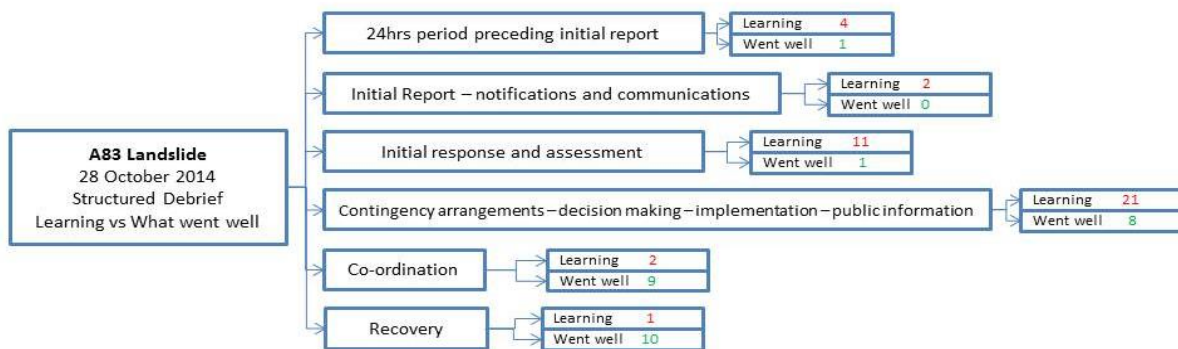 A83 Landslide
28 October 2014
Structured Debrief
Learning vs What went well
24hrs period preceding initial report
Learning 4
Went well 1
Initial Report – notifications and communications
Learning 2
Went well 0
Initial response and assessment
Learning 11
Went well 1
Contingency arrangements – decision making – implementation – public information
Learning 21
Went well 8
Co-ordination
Learning 2
Went well 9
Recovery
Learning 1
Went well 10